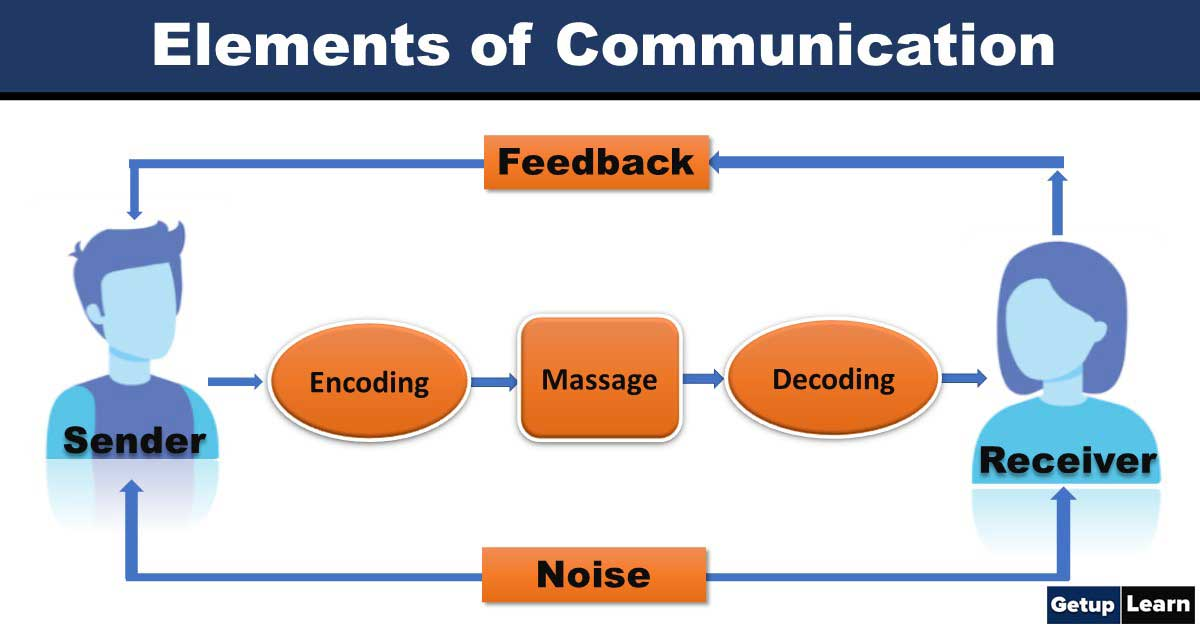 Elements of Communication
Feedback
Encoding
Massage
Decoding
Sender
Receiver
Noise
Getup Learn